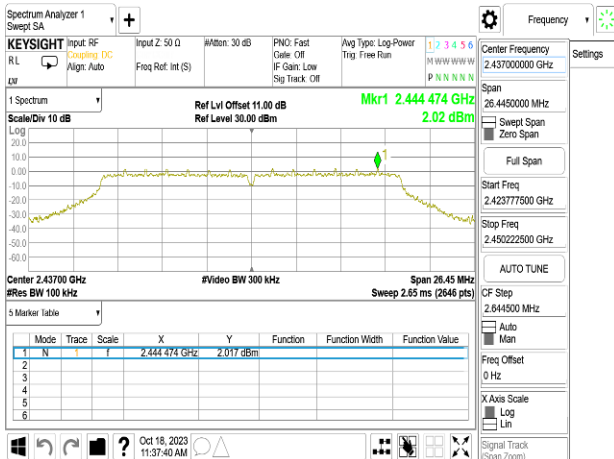 Spectrum Analyzer 1
Swept SA
+
Frequency
KEYSIGHT
RL
Input: RF
Coupling: DC
Align: Auto
Input Z: 50 Ω
Freq Ref: Int (S)
#Atten: 30 dB
PNO: Fast
Gate: Off
IF Gain: Low
Sig Track: Off
Avg Type: Log-Power
Trig: Free Run
1 2 3 4 5 6
M W W W W W
P N N N N N
Center Frequency
2.437000000 GHz
Settings
Span
26.4450000 MHz
Swept Span
Zero Span
Full Span
Start Freq
2.423777500 GHz
Stop Freq
2.450222500 GHz
AUTO TUNE
CF Step
2.644500 MHz
Auto
Man
Freq Offset
0 Hz
X Axis Scale
Log
Lin
Signal Track
(Span Zoom)
1 Spectrum
Scale/Div 10 dB
Ref Lvl Offset 11.00 dB
Ref Level 30.00 dBm
Mkr1 2.444 474 GHz
2.02 dBm
Log
20.0
10.0
0.00
-10.0
-20.0
-30.0
-40.0
-50.0
-60.0
1
Center 2.43700 GHz
#Res BW 100 kHz
#Video BW 300 kHz
Span 26.45 MHz
Sweep 2.65 ms (2646 pts)
5 Marker Table
Mode Trace Scale X Y Function Function Width Function Value
1 N 1 f 2.444 474 GHz 2.017 dBm
2
3
4
5
6
?
Oct 18, 2023
11:37:40 AM